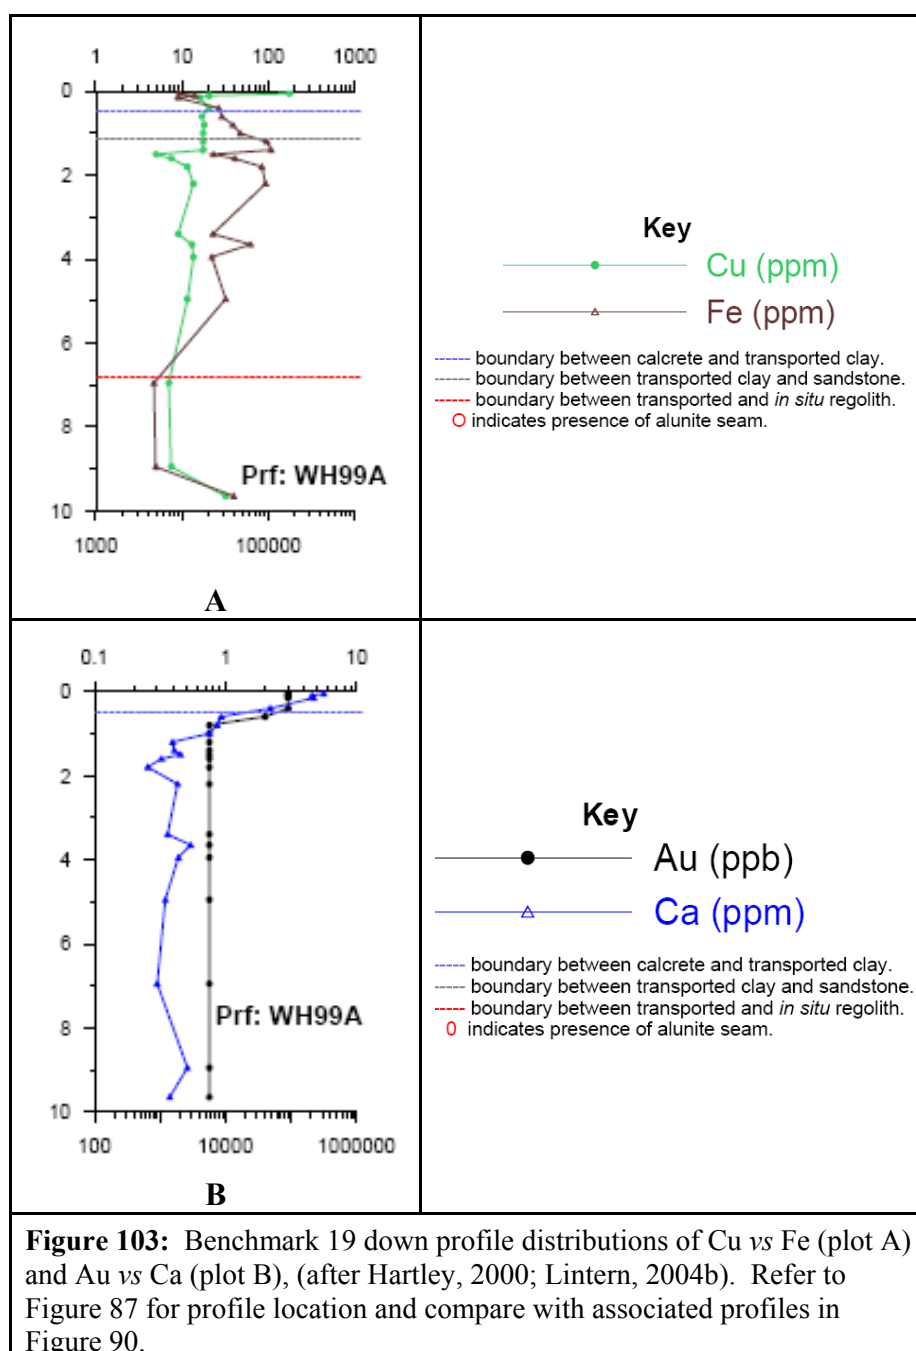 1 10 100 1000
0
2
4
6
8
10
Prf: WH99A
1000 100000
A
Key
Cu (ppm)
Fe (ppm)
boundary between calcrete and transported clay.
boundary between transported clay and sandstone.
boundary between transported and in situ regolith.
O indicates presence of alunite seam.
0.1 1 10
0
2
4
6
8
10
Prf: WH99A
100 10000 1000000
B
Key
Au (ppb)
Ca (ppm)
boundary between calcrete and transported clay.
boundary between transported clay and sandstone.
boundary between transported and in situ regolith.
0 indicates presence of alunite seam.
Figure 103: Benchmark 19 down profile distributions of Cu vs Fe (plot A)
and Au vs Ca (plot B), (after Hartley, 2000; Lintern, 2004b). Refer to
Figure 87 for profile location and compare with associated profiles in
Figure 90.